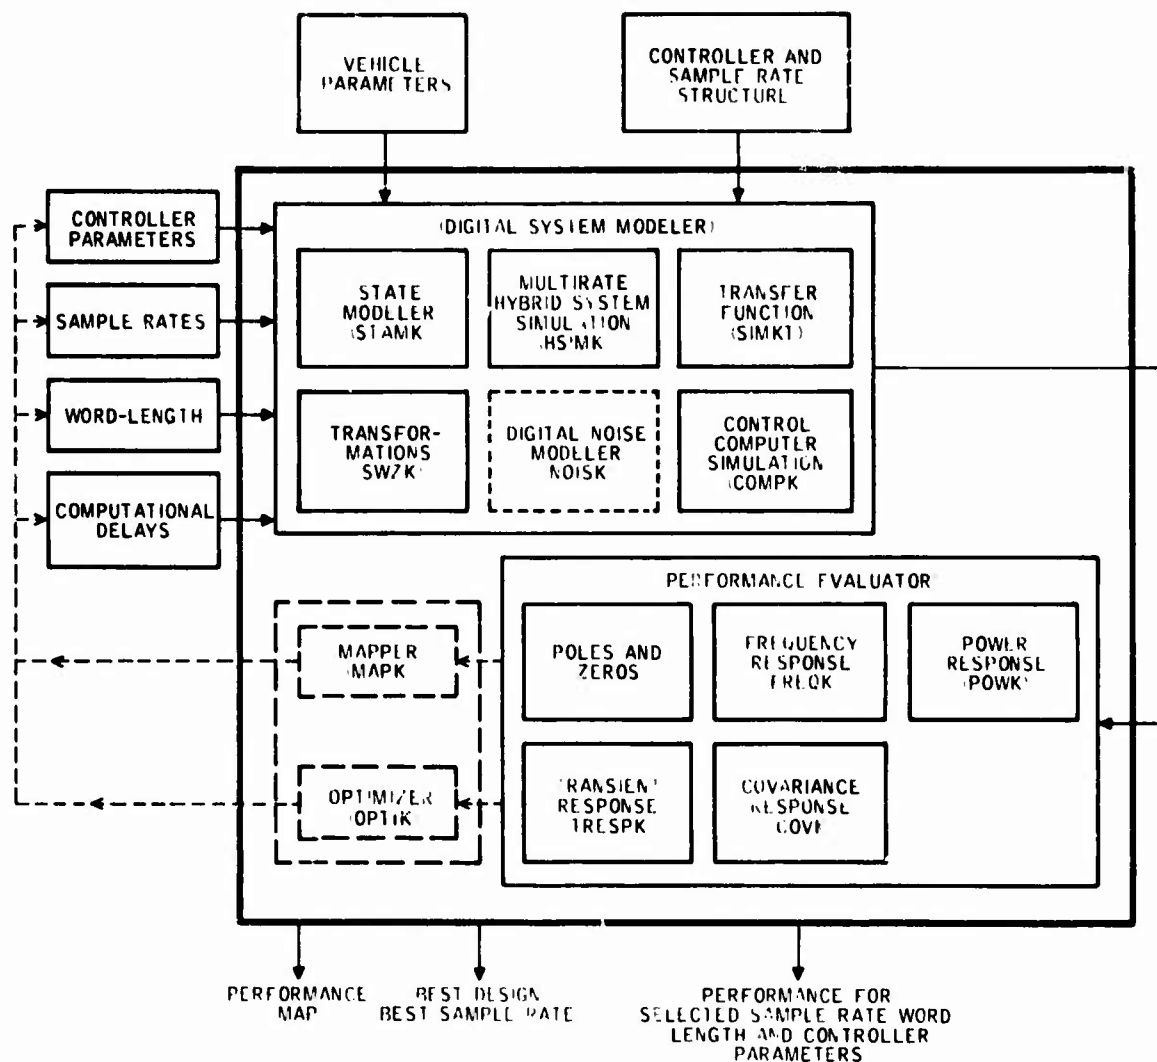 VEHICLE
PARAMETERS
CONTROLLER AND
SAMPLE RATE
STRUCTURE
CONTROLLER
PARAMETERS
SAMPLE RATES
WORD-LENGTH
COMPUTATIONAL
DELAYS
(DIGITAL SYSTEM MODELER)
STATE
MODELER
(STAMK
MULTIRATE
HYBRID SYSTEM
SIMULATION
(HSIMK
TRANSFER
FUNCTION
(SIMKT)
TRANSFOR-
MATIONS
SWZK)
DIGITAL NOISE
MODELER
NOISK
CONTROL
COMPUTER
SIMULATION
(COMPK)
PERFORMANCE EVALUATOR
MAPPER
(MAPK
OPTIMIZER
(OPTIK)
POLES AND
ZEROS
FREQUENCY
RESPONSE
FREQK
POWER
RESPONSE
(POWK)
TRANSIENT
RESPONSE
TRESPK
COVARIANCE
RESPONSE
PERFORMANCE
MAP
BEST DESIGN
BEST SAMPLE RATE
PERFORMANCE FOR
SELECTED SAMPLE RATE WORD
LENGTH AND CONTROLLER
PARAMETERS